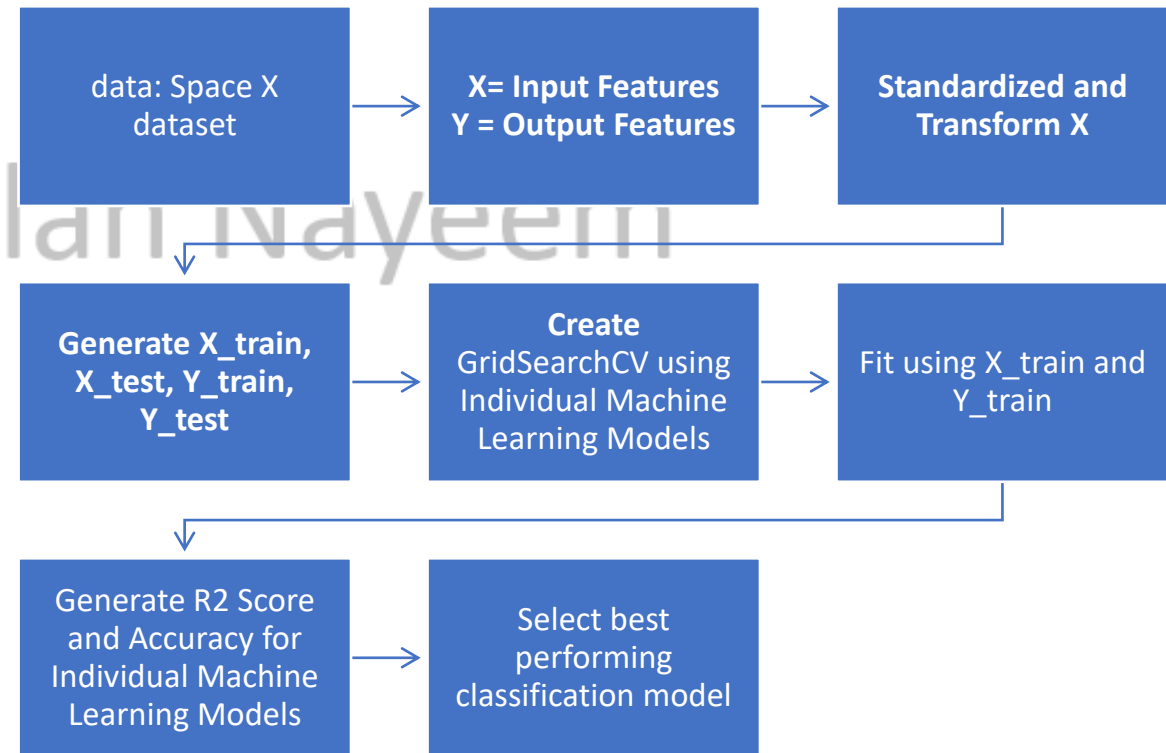 data: Space X
dataset
X= Input Features
Y = Output Features
Standardized and
Transform X
Nayeem
Generate X_train,
X_test, Y_train,
Y_test
Create
GridSearchCV using
Individual Machine
Learning Models
Fit using X_train and
Y_train
Generate R2 Score
and Accuracy for
Individual Machine
Learning Models
Select best
performing
classification model